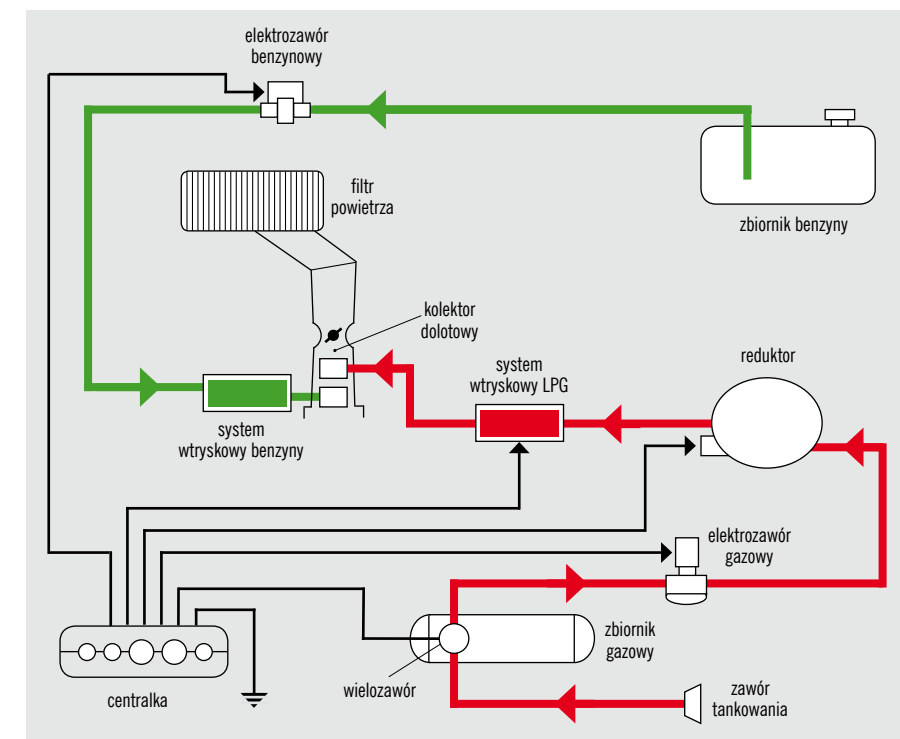 elektrozawór
benzynowy
filtr
powietrza
zbiornik benzyny
kolektor
dolotowy
system
wtryskowy LPG
reduktor
system
wtryskowy benzyny
elektrozawór
gazowy
zbiornik
gazowy
wielozawór
centralka
zawór
tankowania